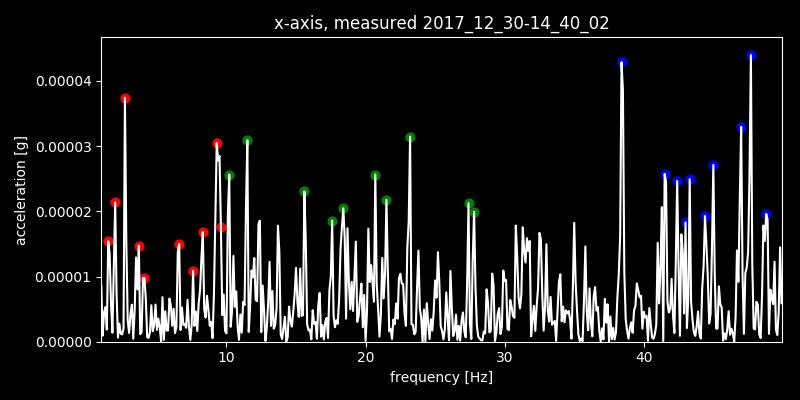 x-axis, measured 2017_12_30-14_40_02
acceleration [g]
0.00004
0.00003
0.00002
0.00001
0.00000
10 20 30 40
frequency [Hz]